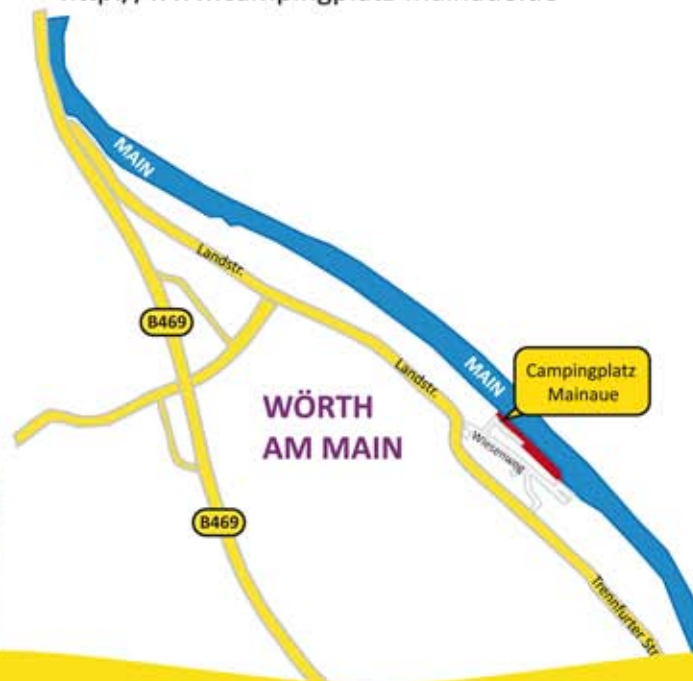 MAIN
Landstr.
B469
MAIN
Landstr.
Campingplatz
Mainaue
WÖRTH
AM MAIN
Wiesenweg
B469
Trennfurter Str